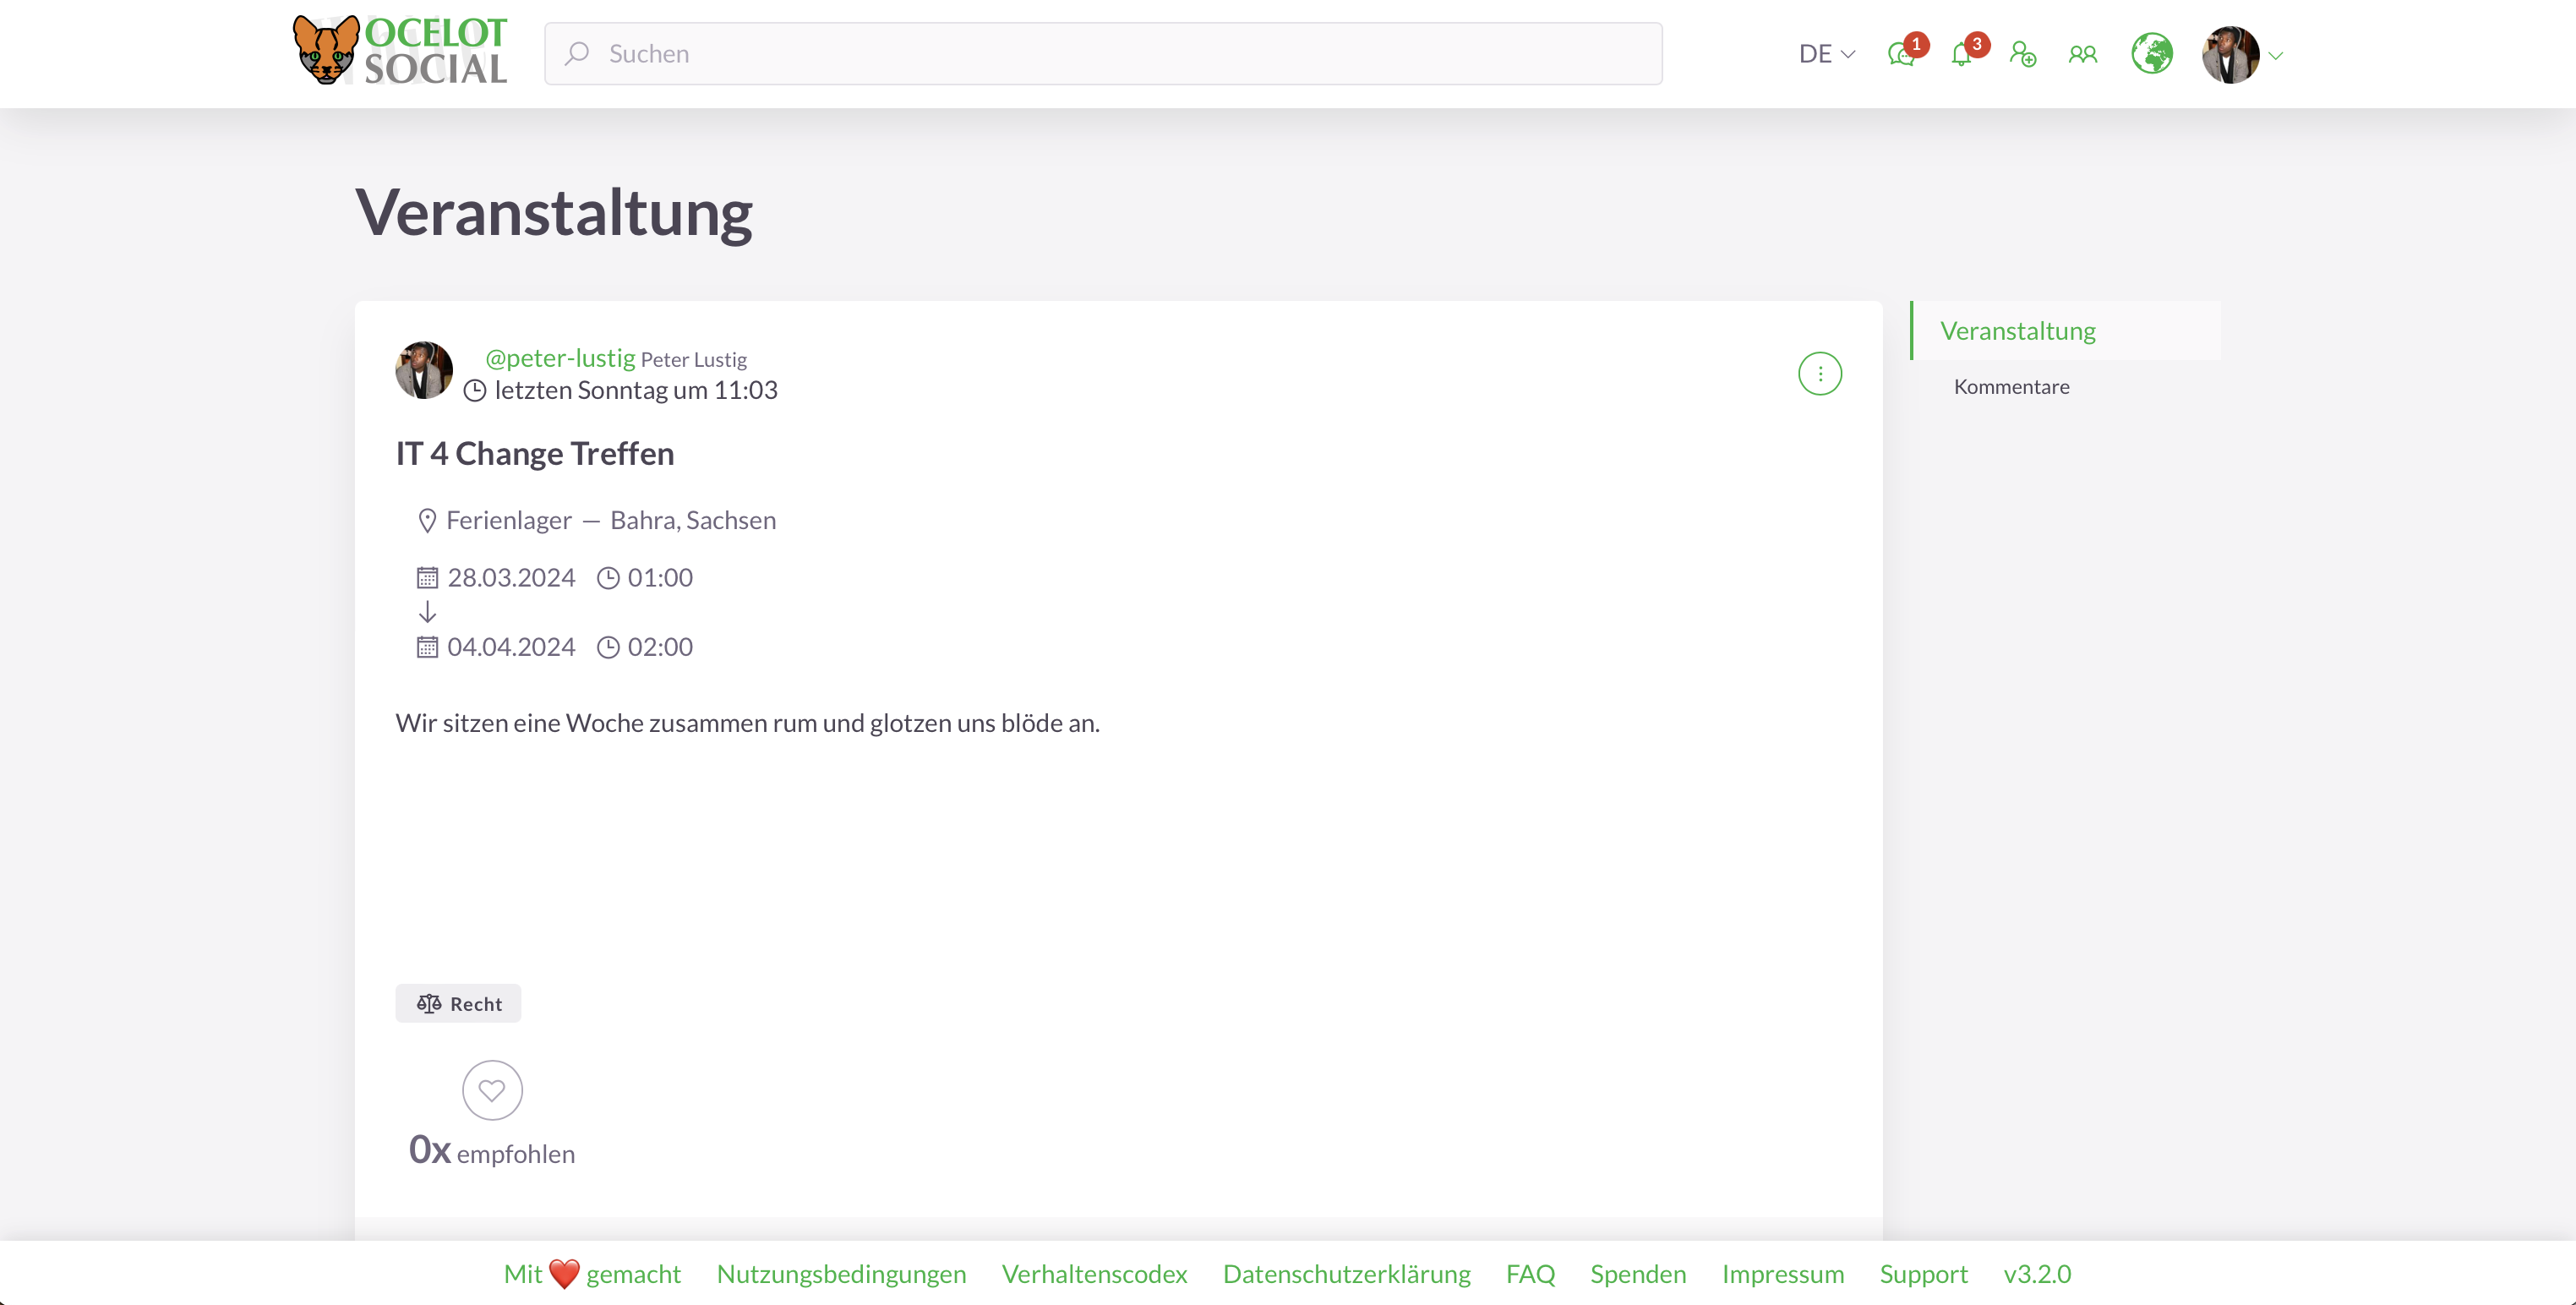 OCELOT
SOCIAL
Suchen
DE
1
3
Veranstaltung
@peter-lustig Peter Lustig
letzten Sonntag um 11:03
IT 4 Change Treffen
Ferienlager — Bahra, Sachsen
28.03.2024 01:00
04.04.2024 02:00
Wir sitzen eine Woche zusammen rum und glotzen uns blöde an.
Recht
0x empfohlen
Veranstaltung
Kommentare
Mit ❤️ gemacht Nutzungsbedingungen Verhaltenscodex Datenschutzerklärung FAQ Spenden Impressum Support v3.2.0